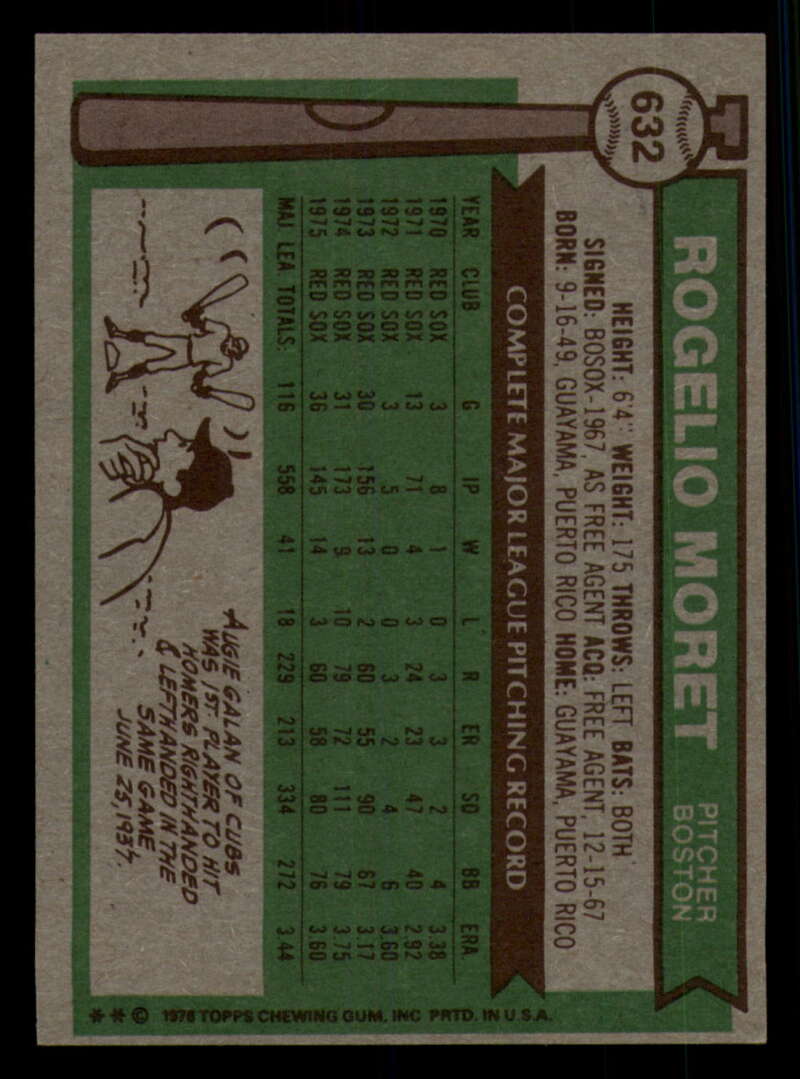 632
ROGELIO MORET
PITCHER
BOSTON
HEIGHT: 6'4" WEIGHT: 175 THROWS: LEFT BATS: BOTH
SIGNED: BOSOX-1967, AS FREE AGENT ACQ: FREE AGENT, 12-15-67
BORN: 9-16-49, GUAYAMA, PUERTO RICO HOME: GUAYAMA, PUERTO RICO
COMPLETE MAJOR LEAGUE PITCHING RECORD
YEAR CLUB G IP W L R ER SO BB ERA
1970 RED SOX 3 8 1 0 3 3 2 4 3.38
1971 RED SOX 13 71 4 3 24 23 47 40 2.92
1972 RED SOX 3 5 0 0 3 2 4 6 3.60
1973 RED SOX 30 156 13 2 60 55 90 67 3.17
1974 RED SOX 31 173 9 10 79 72 111 79 3.75
1975 RED SOX 36 145 14 3 60 58 80 76 3.60
MAJ LEA TOTALS: 116 558 41 18 229 213 334 272 3.44
AUGIE GALAN OF CUBS
WAS 1ST. PLAYER TO HIT
HOMERS RIGHTHANDED
& LEFTHANDED IN THE
SAME GAME
JUNE 25, 1937.
** © 1976 TOPPS CHEWING GUM, INC PRTD. IN U.S.A.